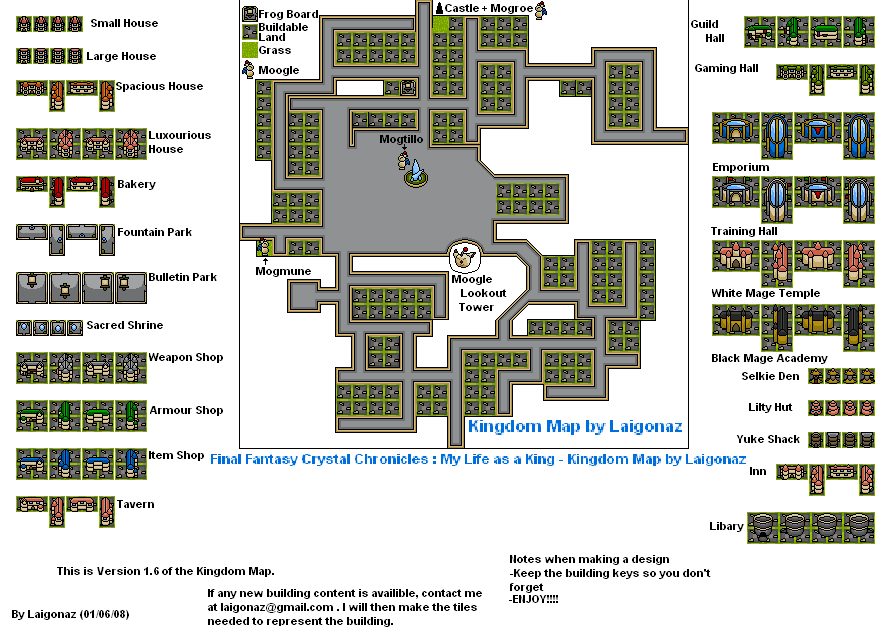 Small House
Large House
Spacious House
Luxourious
House
Bakery
Fountain Park
Bulletin Park
Sacred Shrine
Weapon Shop
Armour Shop
Item Shop
Tavern
Frog Board
Buildable
Land
Grass
Moogle
Castle + Mogroe
Mogtillo
Mogmune
Moogle
Lookout
Tower
Kingdom Map by Laigonaz
Final Fantasy Crystal Chronicles : My Life as a King - Kingdom Map by Laigonaz
Guild
Hall
Gaming Hall
Emporium
Training Hall
White Mage Temple
Black Mage Academy
Selkie Den
Lilty Hut
Yuke Shack
Inn
Libary
This is Version 1.6 of the Kingdom Map.
By Laigonaz (01/06/08)
If any new building content is availible, contact me
at laigonaz@gmail.com . I will then make the tiles
needed to represent the building.
Notes when making a design
-Keep the building keys so you don't
forget
-ENJOY!!!!